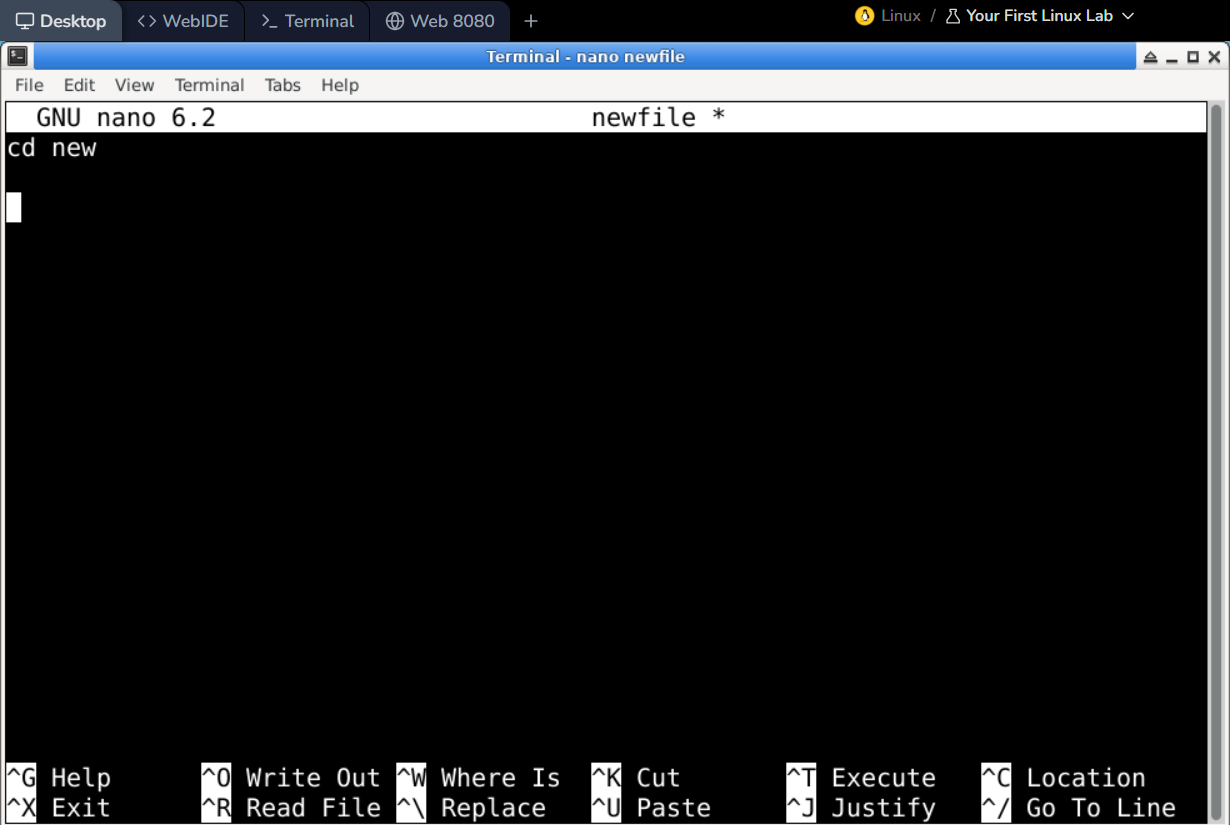 Desktop <> WebIDE >_ Terminal Web 8080 + Linux / Your First Linux Lab
Terminal - nano newfile
File Edit View Terminal Tabs Help
GNU nano 6.2 newfile *
cd new
^G Help ^O Write Out ^W Where Is ^K Cut ^T Execute ^C Location
^X Exit ^R Read File ^\ Replace ^U Paste ^J Justify ^/ Go To Line